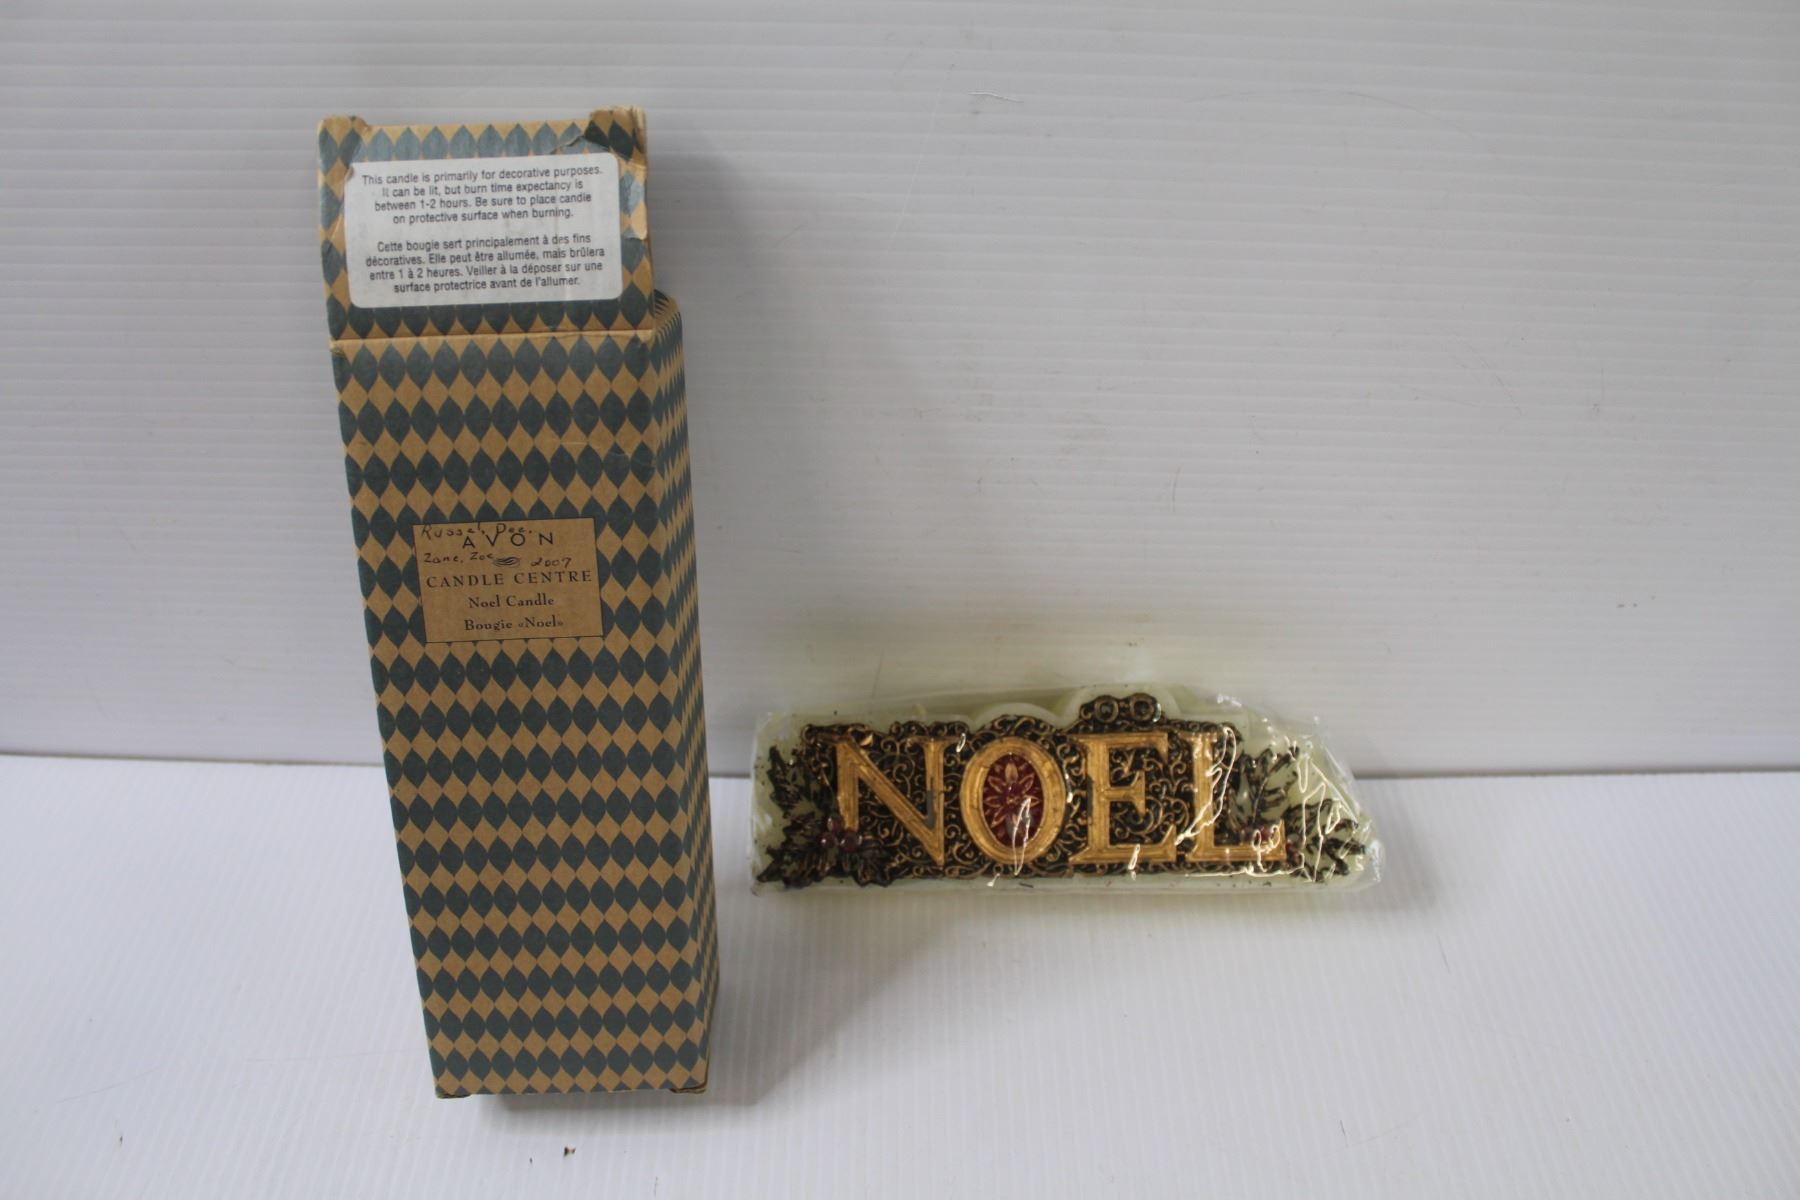 This candle is primarily for decorative purposes.
It can be lit, but burn time expectancy is
between 1-2 hours. Be sure to place candle
on protective surface when burning.
Cette bougie sert principalement à des fins
décoratives. Elle peut être allumée, mais brûlera
entre 1 à 2 heures. Veiller à la déposer sur une
surface protectrice avant de l'allumer.
Russel, Dee,
AVON
Zane, Zoe 2007
CANDLE CENTRE
Noel Candle
Bougie «Noel»
NOEL